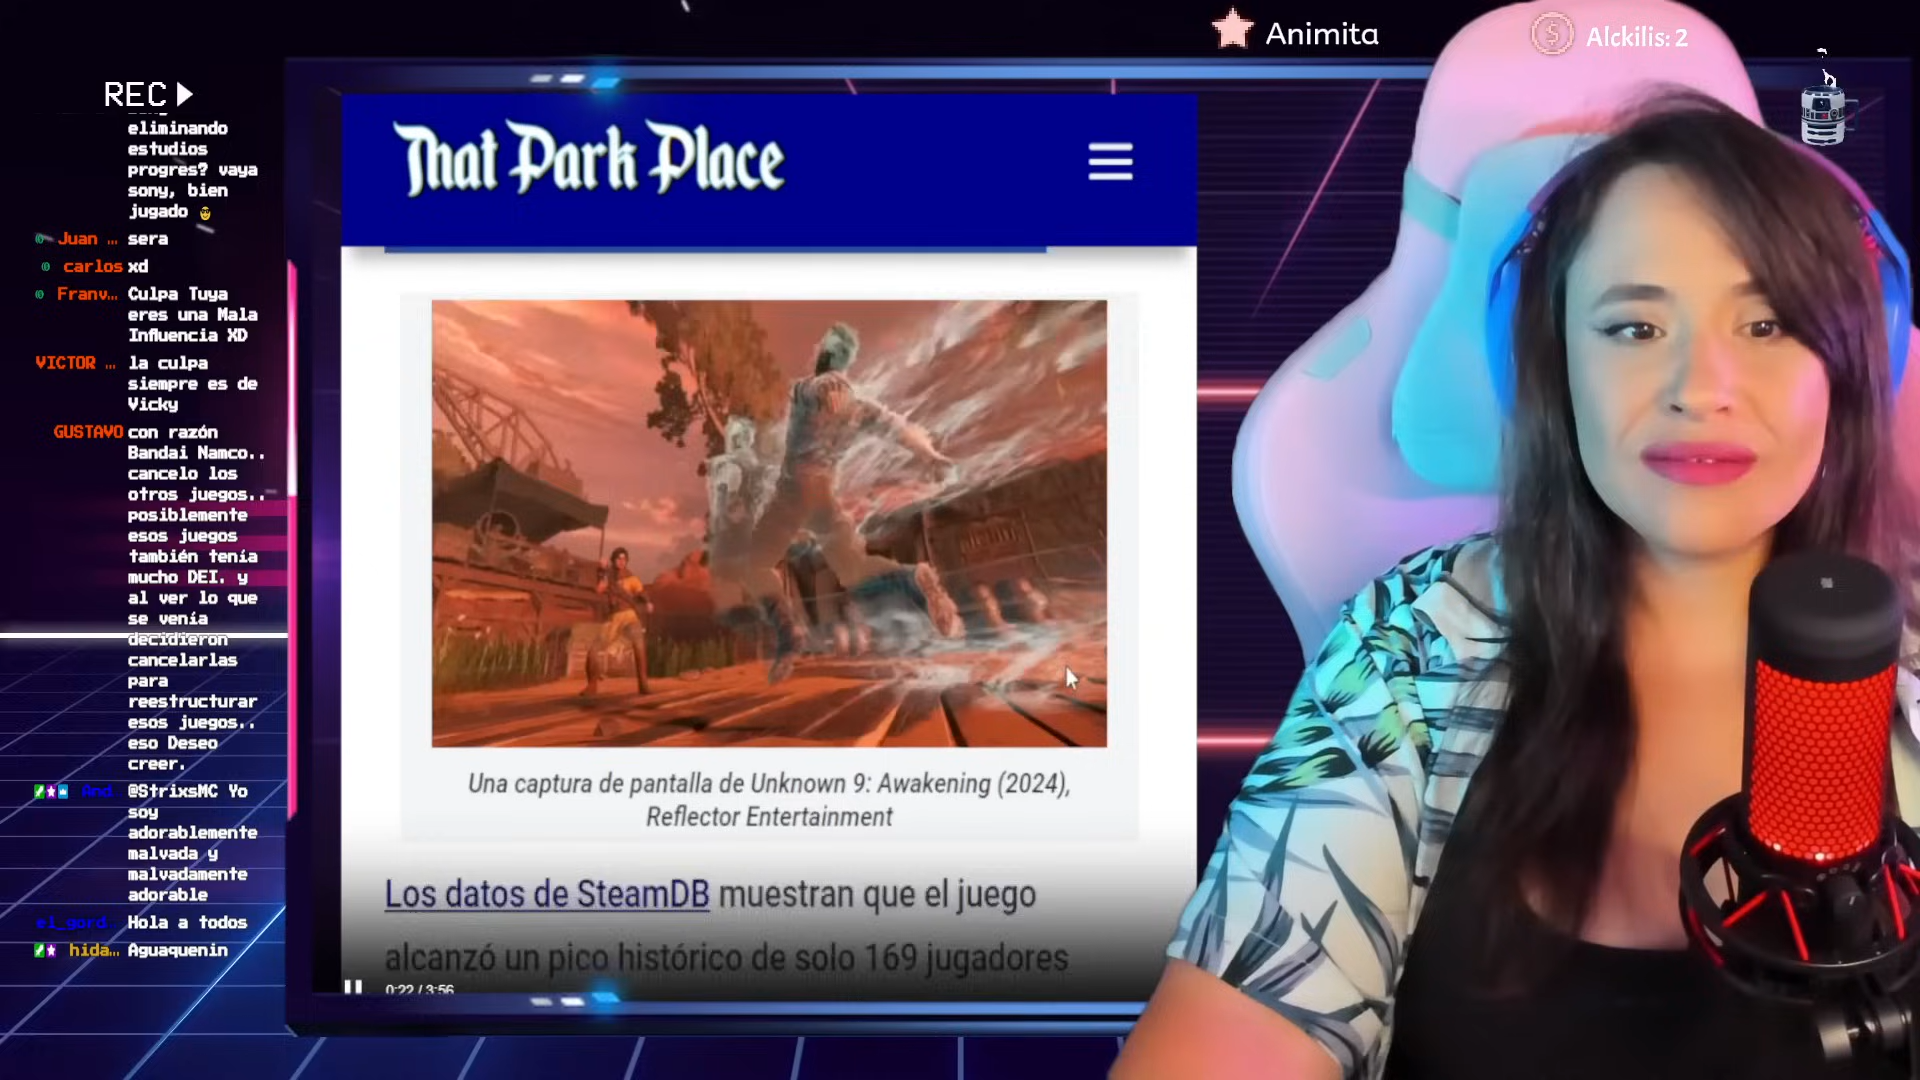 Animita
Alckilis: 2
REC
eliminando
estudios
progres? vaya
sony, bien
jugado
Juan ... sera
carlos xd
Franv... Culpa Tuya
eres una Mala
Influencia XD
VICTOR ... la culpa
siempre es de
Vicky
GUSTAVO con razón
Bandai Namco..
cancelo los
otros juegos..
posiblemente
esos juegos
también tenía
mucho DEI. y
al ver lo que
se venía
decidieron
cancelarlas
para
reestructurar
esos juegos..
eso Deseo
creer.
And... @StrixsMC Yo
soy
adorablemente
malvada y
malvadamente
adorable
el_gord... Hola a todos
hida... Aguaquenin
That Park Place
Una captura de pantalla de Unknown 9: Awakening (2024),
Reflector Entertainment
Los datos de SteamDB muestran que el juego
alcanzó un pico histórico de solo 169 jugadores
0:22 / 3:56